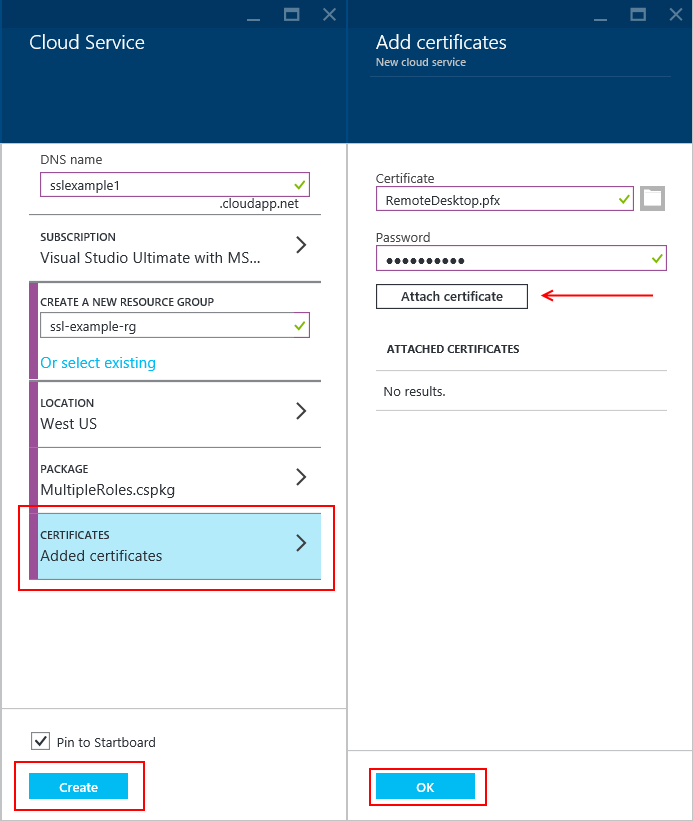 Cloud Service
DNS name
sslexample1
.cloudapp.net
SUBSCRIPTION
Visual Studio Ultimate with MS...
CREATE A NEW RESOURCE GROUP
ssl-example-rg
Or select existing
LOCATION
West US
PACKAGE
MultipleRoles.cspkg
CERTIFICATES
Added certificates
Pin to Startboard
Create
Add certificates
New cloud service
Certificate
RemoteDesktop.pfx
Password
●●●●●●●●●●
Attach certificate
ATTACHED CERTIFICATES
No results.
OK